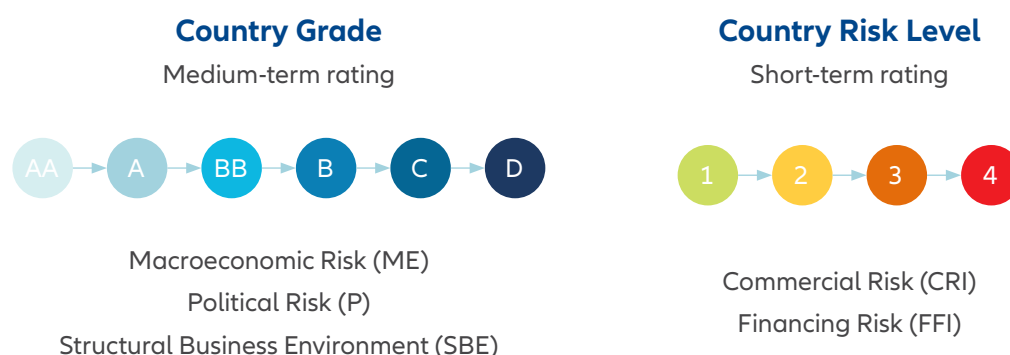 Country Grade
Medium-term rating
AA A BB B C D
Macroeconomic Risk (ME)
Political Risk (P)
Structural Business Environment (SBE)
Country Risk Level
Short-term rating
1 2 3 4
Commercial Risk (CRI)
Financing Risk (FFI)